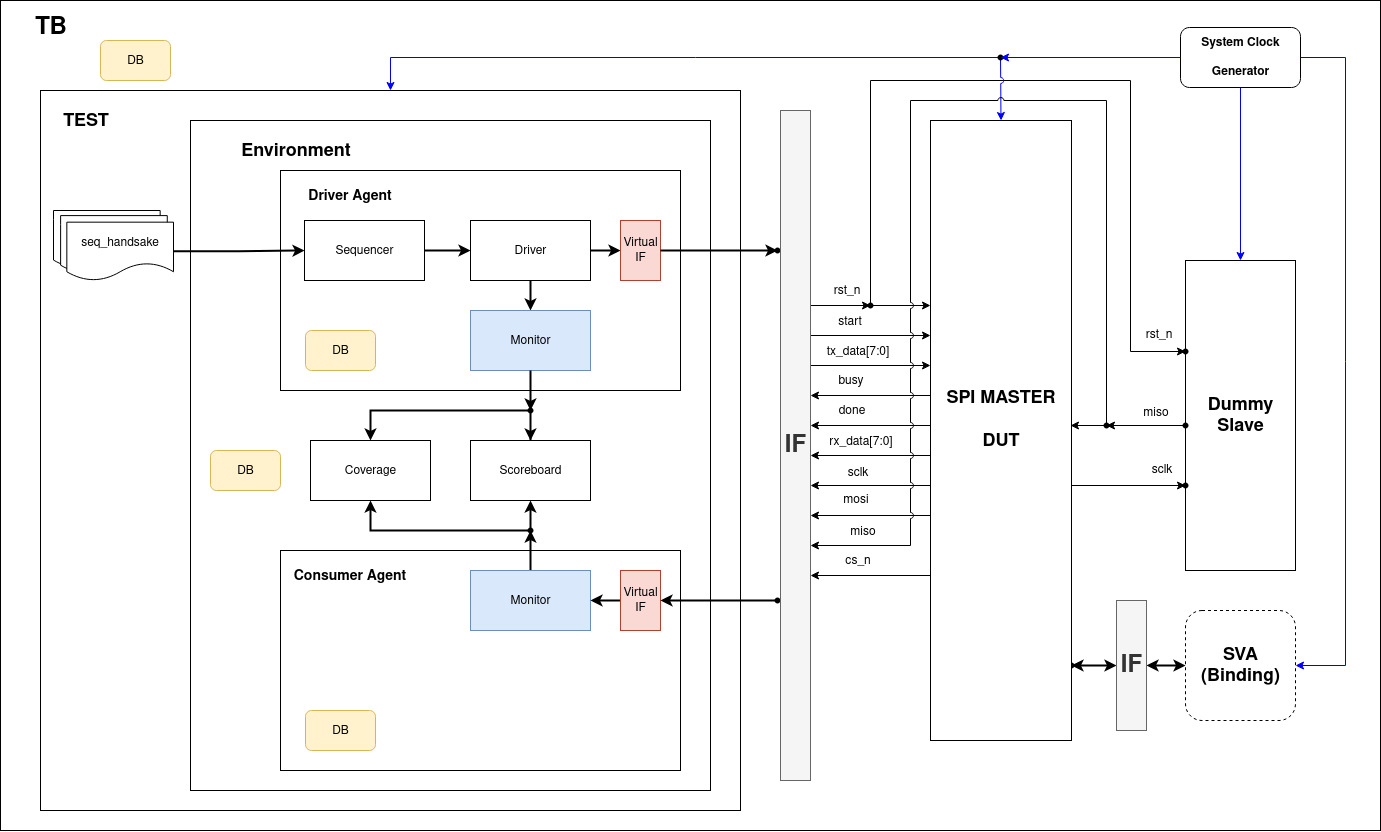 TB
DB
System Clock
Generator
TEST
Environment
Driver Agent
seq_handsake
Sequencer
Driver
Virtual
IF
DB
Monitor
DB
Coverage
Scoreboard
Consumer Agent
Monitor
Virtual
IF
DB
IF
rst_n
start
tx_data[7:0]
busy
done
rx_data[7:0]
sclk
mosi
miso
cs_n
SPI MASTER
DUT
rst_n
miso
sclk
Dummy
Slave
IF
SVA
(Binding)